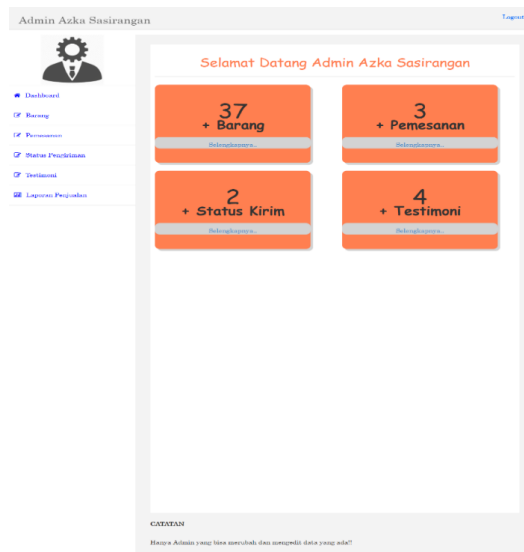 Admin Azka Sasirangan
Logout
Dashboard
Barang
Pemesanan
Status Pengiriman
Testimoni
Laporan Penjualan
Selamat Datang Admin Azka Sasirangan
37
+ Barang
Selengkapnya..
3
+ Pemesanan
Selengkapnya..
2
+ Status Kirim
Selengkapnya..
4
+ Testimoni
Selengkapnya..
CATATAN
Hanya Admin yang bisa merubah dan mengedit data yang ada!!